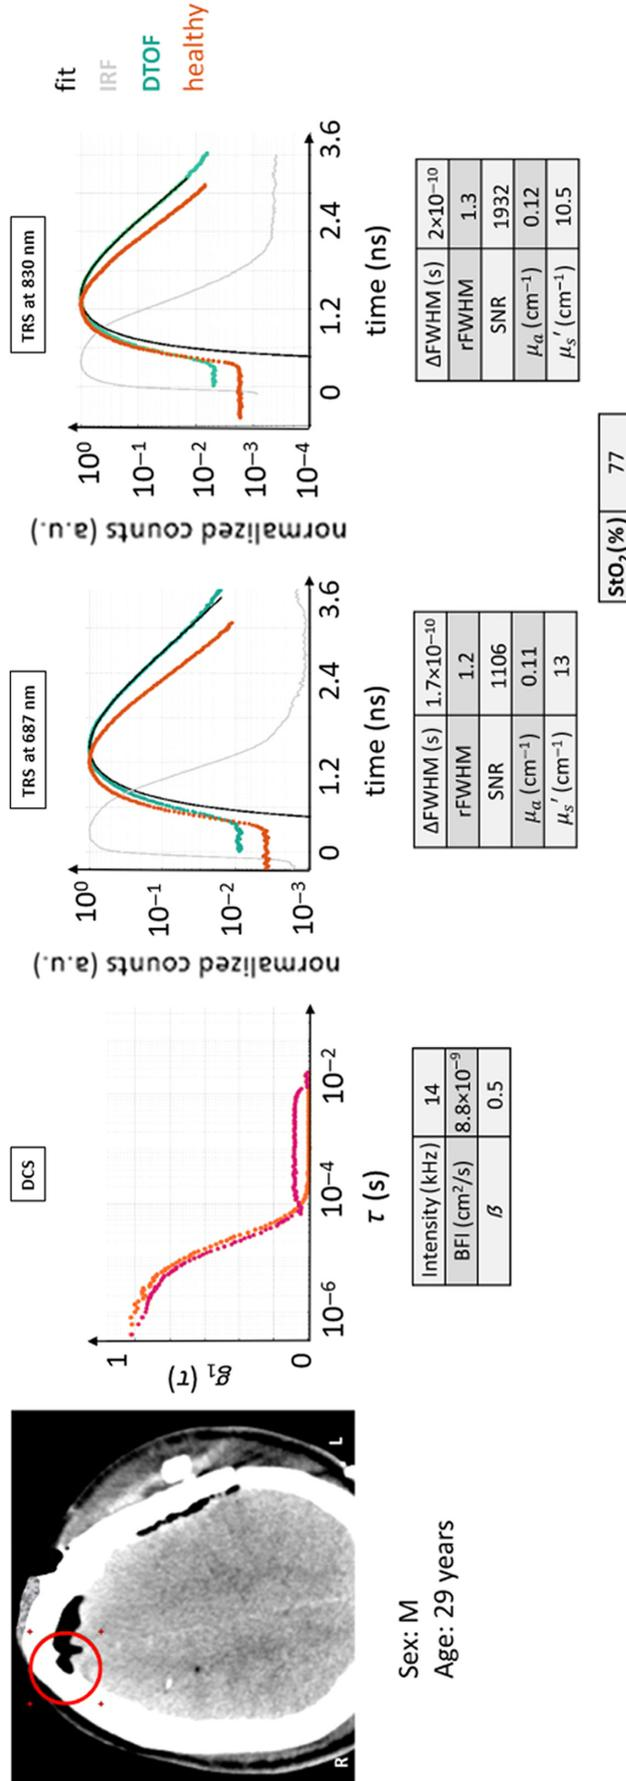 R
L
Sex: M
Age: 29 years
DCS
g₁ (τ)
1
0
10⁻⁶
10⁻⁴
10⁻²
τ (s)
Intensity (kHz) 14
BFI (cm²/s) 8.8×10⁻⁹
ß 0.5
TRS at 687 nm
normalized counts (a.u.)
10⁰
10⁻¹
10⁻²
10⁻³
0 1.2 2.4 3.6
time (ns)
ΔFWHM (s) 1.7×10⁻¹⁰
rFWHM 1.2
SNR 1106
μₐ (cm⁻¹) 0.11
μₛ′ (cm⁻¹) 13
TRS at 830 nm
normalized counts (a.u.)
10⁰
10⁻¹
10⁻²
10⁻³
10⁻⁴
0 1.2 2.4 3.6
time (ns)
fit
IRF
DTOF
healthy
ΔFWHM (s) 2×10⁻¹⁰
rFWHM 1.3
SNR 1932
μₐ (cm⁻¹) 0.12
μₛ′ (cm⁻¹) 10.5
StO₂(%) 77